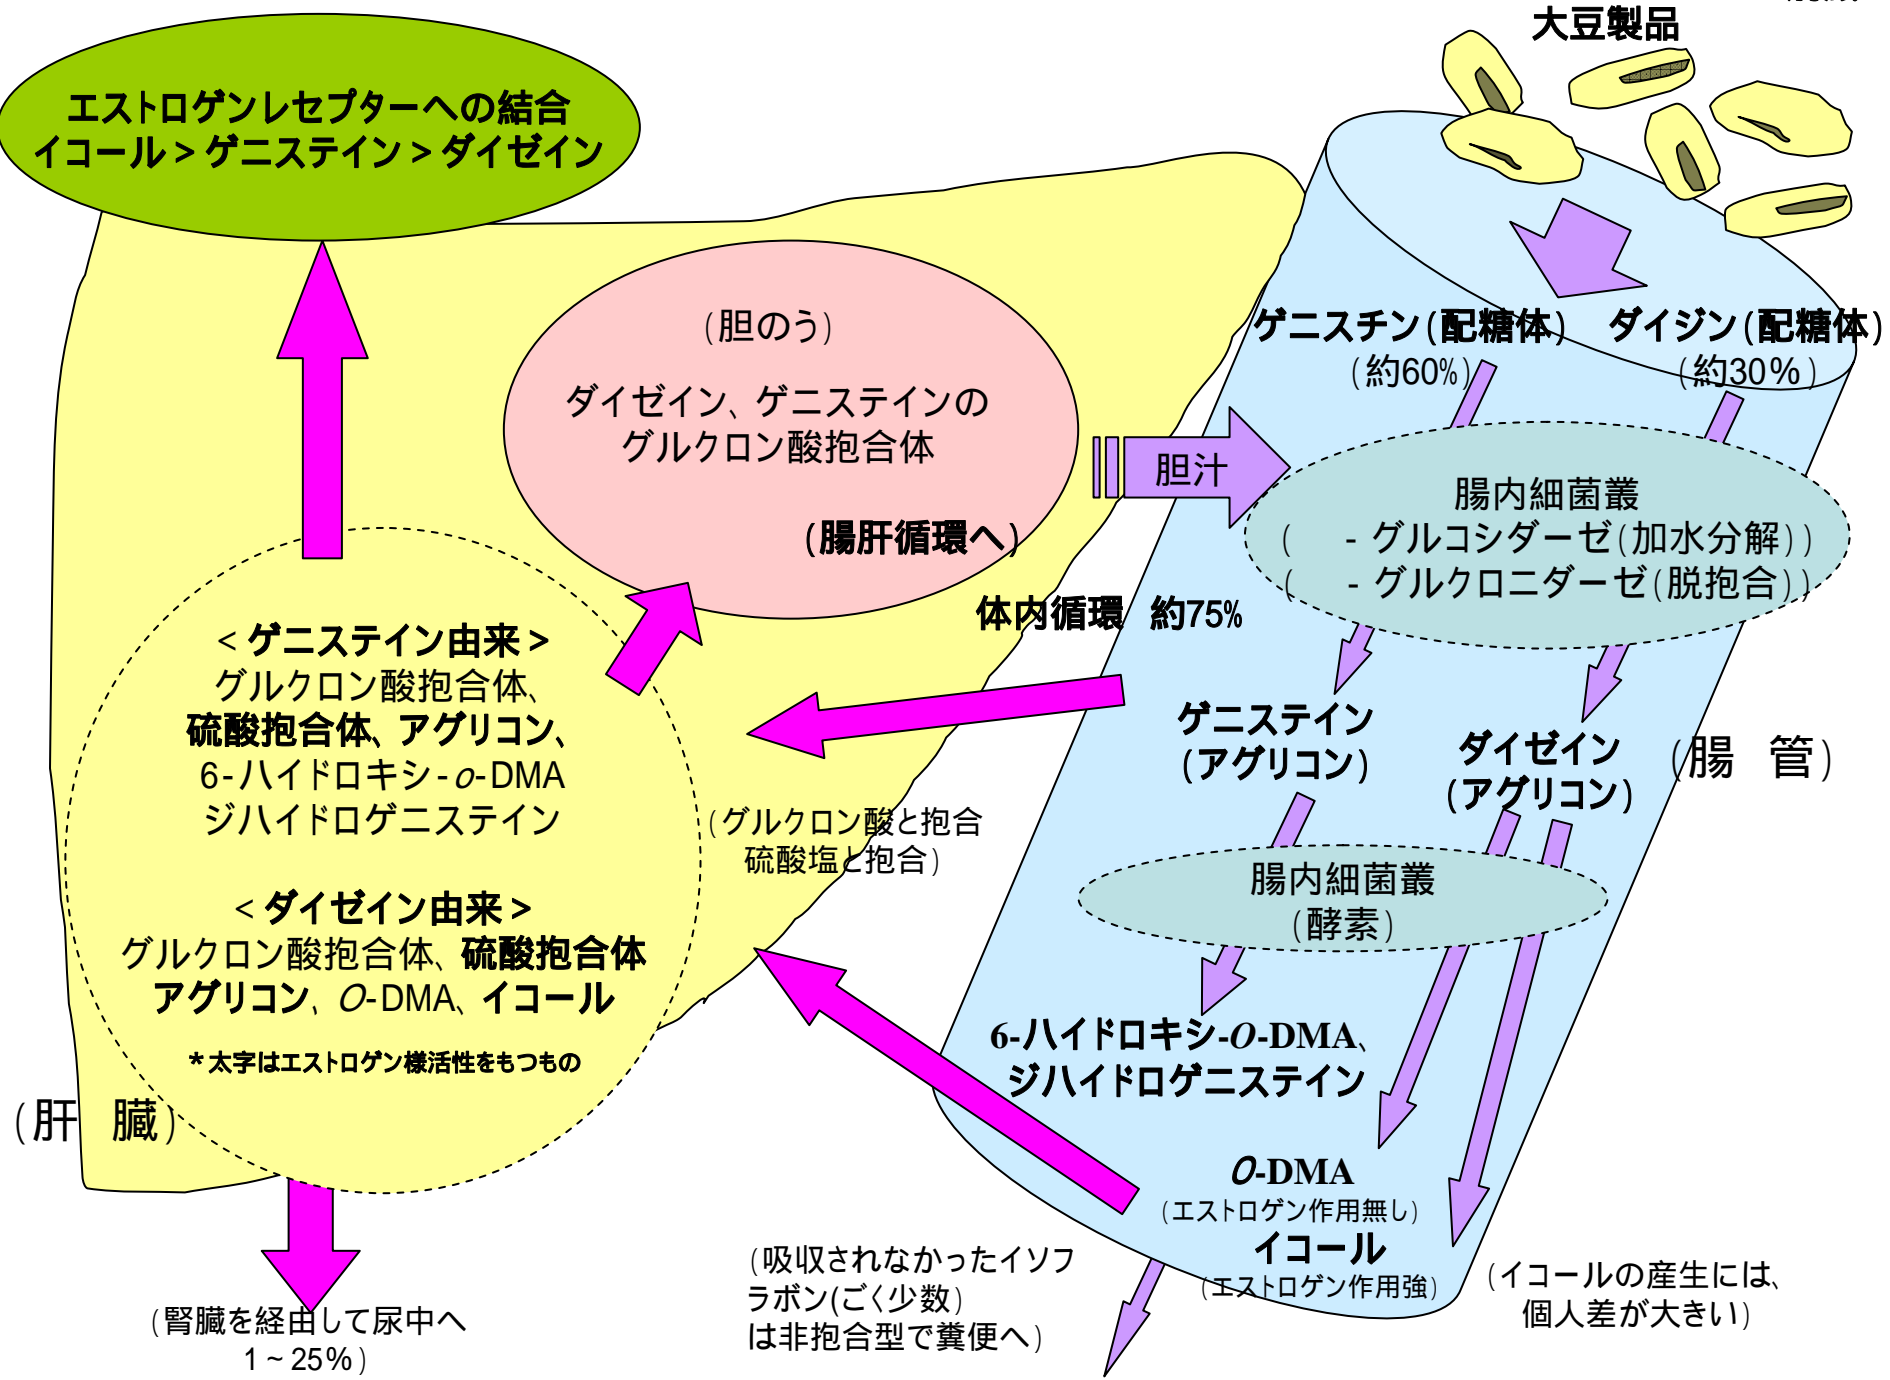 大豆製品
エストロゲンレセプターへの結合
イコール > ゲニステイン > ダイゼイン
(胆のう)
ダイゼイン、ゲニステインの
グルクロン酸抱合体
(腸肝循環へ)
胆汁
ゲニスチン(配糖体)
(約60%)
ダイジン(配糖体)
(約30%)
腸内細菌叢
( - グルコシダーゼ(加水分解))
( - グルクロニダーゼ(脱抱合))
体内循環 約75%
ゲニステイン
(アグリコン)
ダイゼイン
(アグリコン)
(腸 管)
<ゲニステイン由来>
グルクロン酸抱合体、
硫酸抱合体、アグリコン、
6-ハイドロキシ-o-DMA
ジハイドロゲニステイン
<ダイゼイン由来>
グルクロン酸抱合体、硫酸抱合体
アグリコン、O-DMA、イコール
*太字はエストロゲン様活性をもつもの
(グルクロン酸と抱合
硫酸塩と抱合)
腸内細菌叢
(酵素)
6-ハイドロキシ-O-DMA、
ジハイドロゲニステイン
O-DMA
(エストロゲン作用無し)
イコール
(エストロゲン作用強)
(肝 臓)
(腎臓を経由して尿中へ
1~25%)
(吸収されなかったイソフ
ラボン(ごく少数)
は非抱合型で糞便へ)
(イコールの産生には、
個人差が大きい)